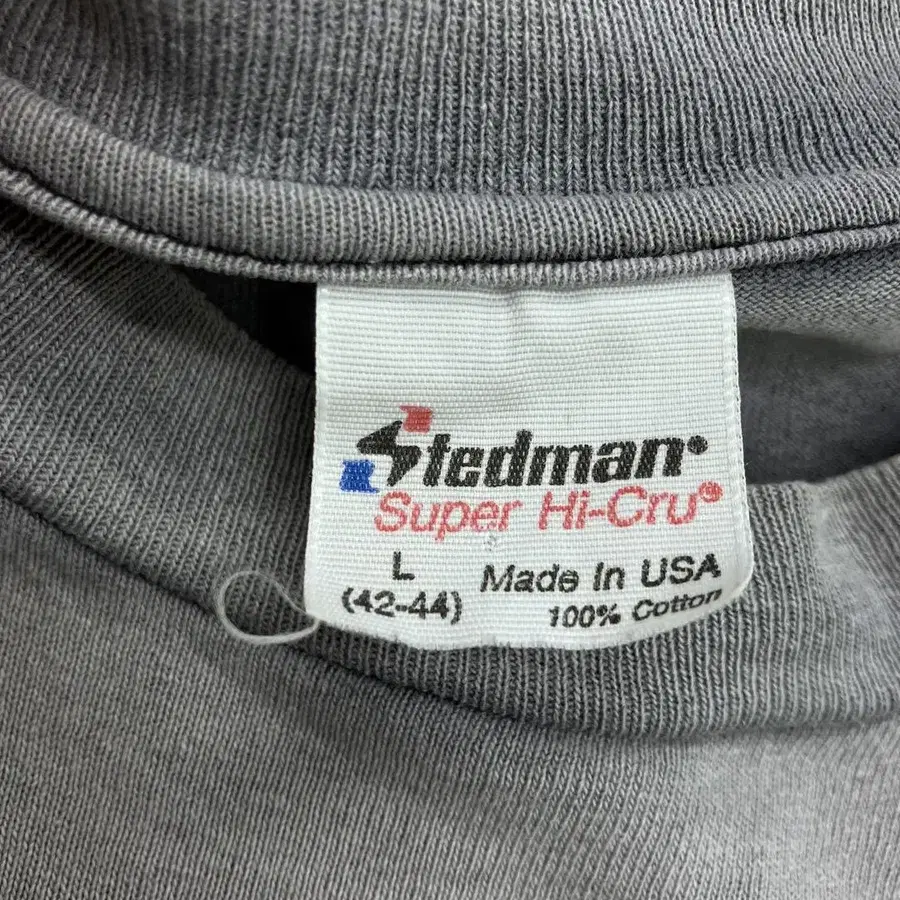 Stedman®
Super Hi-Cru®
L Made In USA
(42-44) 100% Cotton